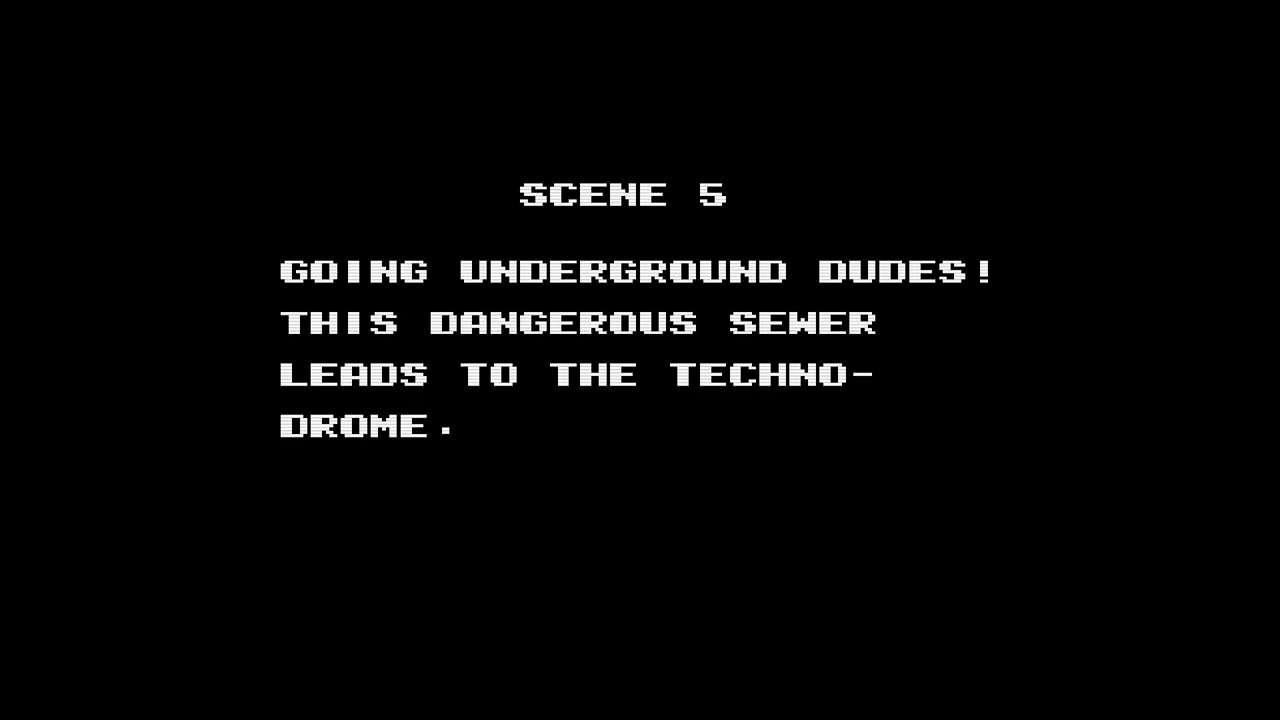 SCENE 5
GOING UNDERGROUND DUDES!
THIS DANGEROUS SEWER
LEADS TO THE TECHNO-
DROME.